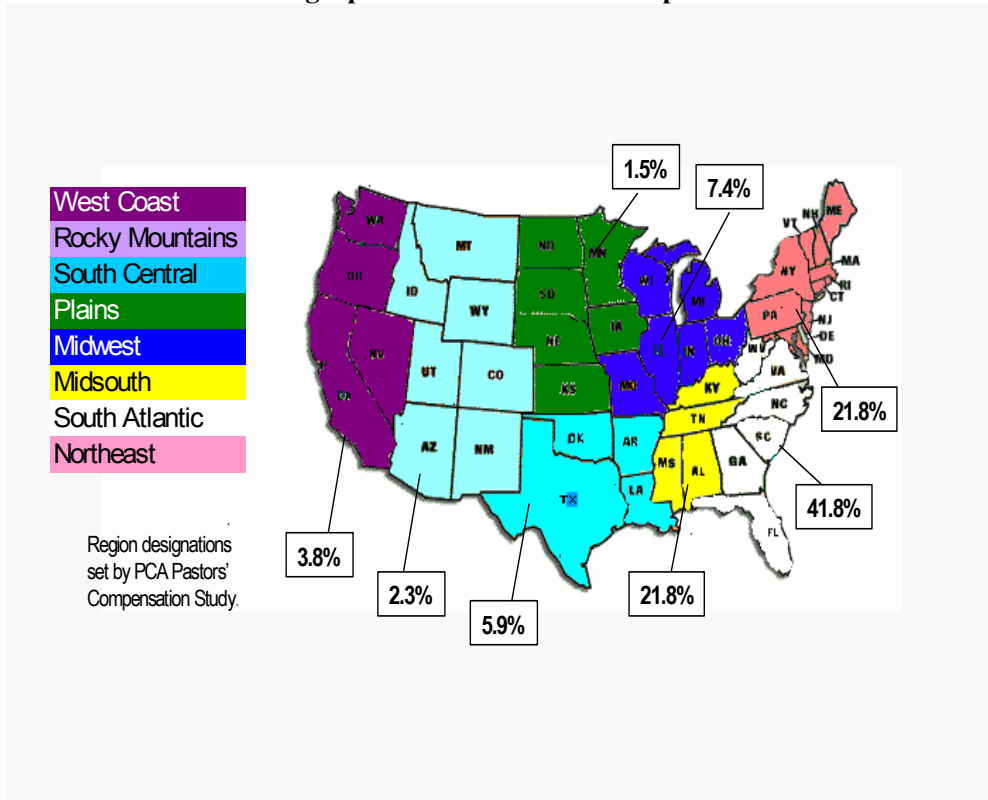 1.5%
7.4%
West Coast
Rocky Mountains
South Central
Plains
Midwest
Midsouth
South Atlantic
Northeast
WA
OR
CA
NV
ID
MT
WY
UT
CO
AZ
NM
ND
SD
NE
KS
MN
IA
MO
WI
MI
IL
IN
OH
KY
TN
MS
AL
OK
AR
LA
TX
WV
VA
NC
SC
GA
FL
NY
PA
VT
NH
ME
MA
RI
CT
NJ
DE
MD
21.8%
41.8%
Region designations
set by PCA Pastors'
Compensation Study.
3.8%
2.3%
5.9%
21.8%